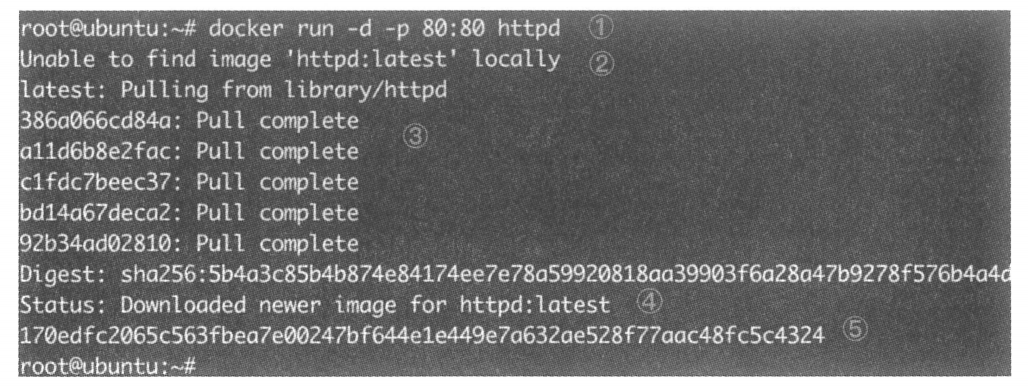 root@ubuntu:~# docker run -d -p 80:80 httpd ①
Unable to find image 'httpd:latest' locally ②
latest: Pulling from library/httpd
386a066cd84a: Pull complete ③
a11d6b8e2fac: Pull complete
c1fdc7beec37: Pull complete
bd14a67deca2: Pull complete
92b34ad02810: Pull complete
Digest: sha256:5b4a3c85b4b874e84174ee7e78a59920818aa39903f6a28a47b9278f576b4a4d
Status: Downloaded newer image for httpd:latest ④
170edfc2065c563fbea7e00247bf644e1e449e7a632ae528f77aac48fc5c4324 ⑤
root@ubuntu:~#